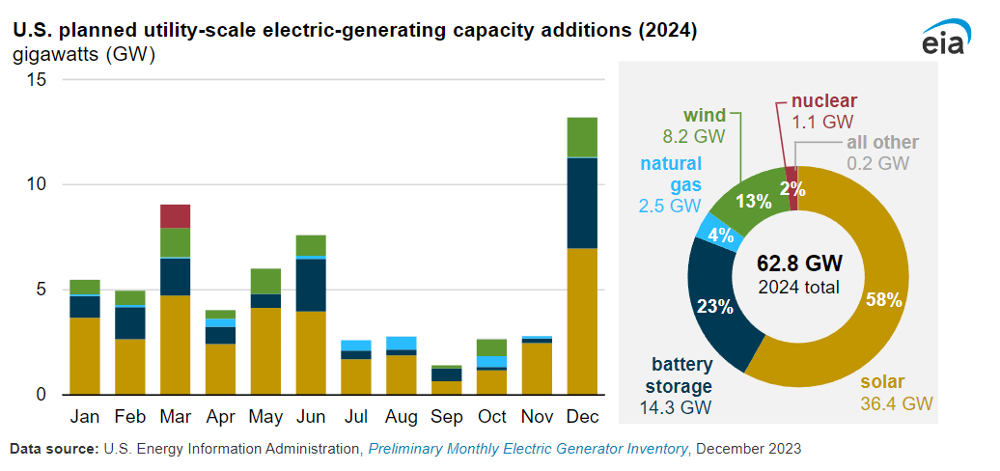 U.S. planned utility-scale electric-generating capacity additions (2024)
gigawatts (GW)
eia
15
10
5
0
Jan Feb Mar Apr May Jun Jul Aug Sep Oct Nov Dec
nuclear
1.1 GW
wind
8.2 GW
all other
0.2 GW
natural
gas
2.5 GW
2%
13%
4%
62.8 GW
2024 total
58%
23%
battery
storage
14.3 GW
solar
36.4 GW
Data source: U.S. Energy Information Administration, Preliminary Monthly Electric Generator Inventory, December 2023